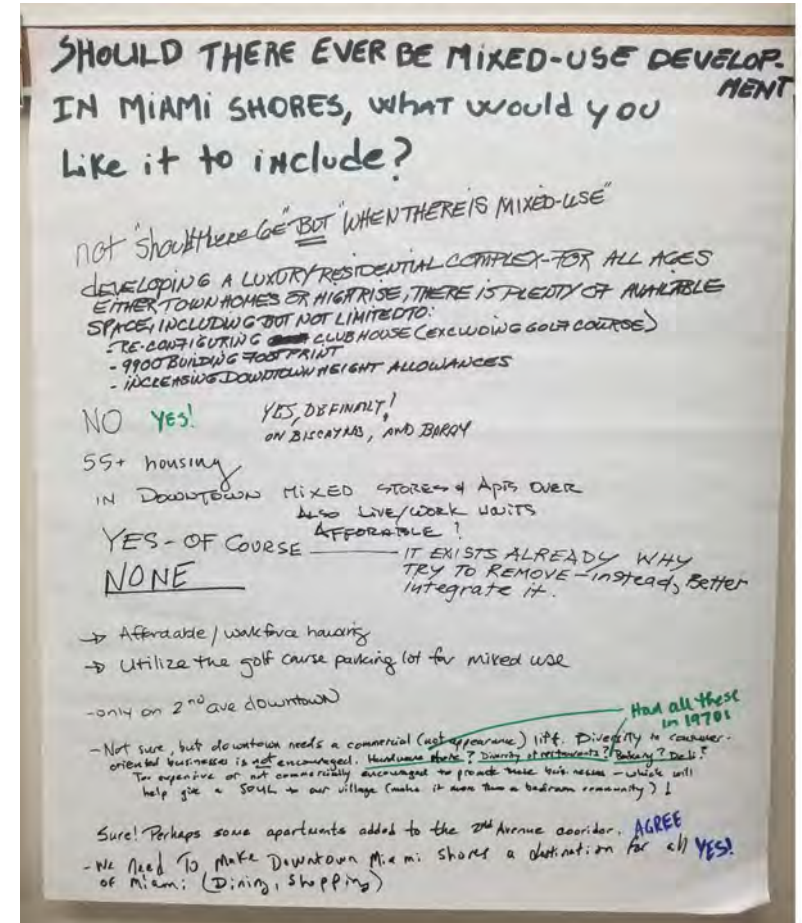 SHOULD THERE EVER BE MIXED-USE DEVELOP-
MENT
IN MIAMI SHORES, WHAT would you
Like it to include?
not "should there be" BUT "WHEN THERE IS MIXED-USE"
dEVELOPING A LUXURY RESIDENTIAL COMPLEX-FOR ALL AGES
EITHER TOWN HOMES OR HIGHRISE, THERE IS PLENTY OF AVAILABLE
SPACE, INCLUDING BUT NOT LIMITED TO:
- RE-CONFIGURING CLUBHOUSE (EXCLUDING GOLF COURSE)
- 9900 BUILDING FOOT PRINT
- INCREASING DOWNTOWN HEIGHT ALLOWANCES
NO YES! YES, DEFINATLY!
ON BISCAYNE, AND BARRY
55+ housing
IN DOWNTOWN MIXED STORES & APTS OVER
ALSO LIVE/WORK UNITS
AFFORABLE!
YES - OF COURSE — IT EXISTS ALREADY WHY
TRY TO REMOVE - instead, Better
integrate it.
NONE
→ Affordable / workforce housing
→ Utilize the golf course parking lot for mixed use
- only on 2nd ave downtown
Had all these
in 1970s
- Not sure, but downtown needs a commercial (not appearance) lift. Diversity to consumer-
oriented businesses is not encouraged. Hardware store? Diversity of restaurants? Bakery? Deli?
Too expensive or not commercially encouraged to promote these businesses - which will
help give a SOUL to our village (make it more than a bedroom community)!
Sure! Perhaps some apartments added to the 2nd Avenue cooridor. AGREE
- We Need To Make Downtown Miami Shores a destination for all YES!
of Miami (Dining, Shopping)